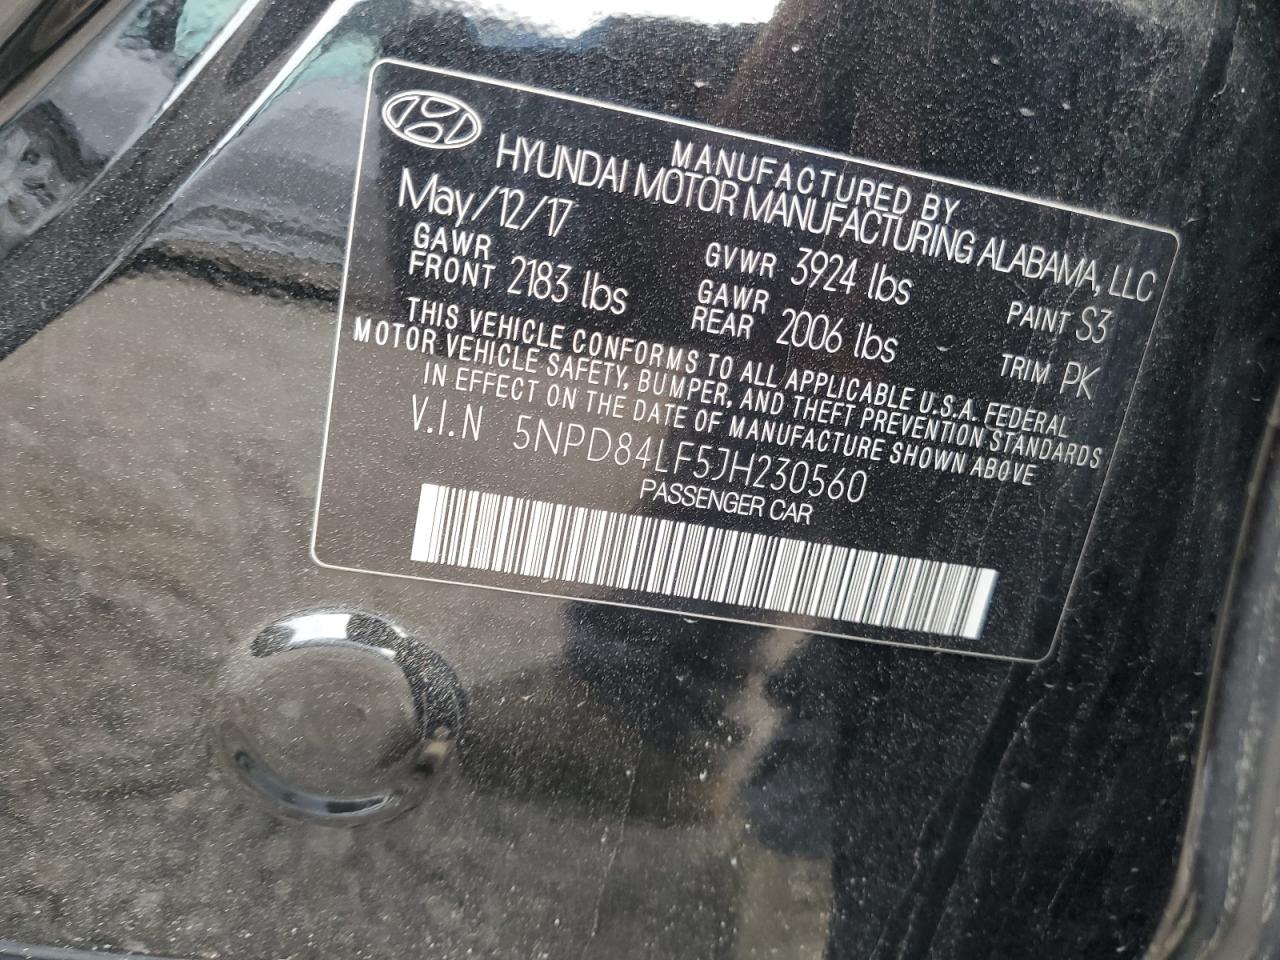 MANUFACTURED BY
HYUNDAI MOTOR MANUFACTURING ALABAMA, LLC
May/12/17
GVWR 3924 lbs
PAINT S3
GAWR FRONT 2183 lbs
GAWR REAR 2006 lbs
TRIM PK
THIS VEHICLE CONFORMS TO ALL APPLICABLE U.S.A. FEDERAL
MOTOR VEHICLE SAFETY, BUMPER, AND THEFT PREVENTION STANDARDS
IN EFFECT ON THE DATE OF MANUFACTURE SHOWN ABOVE
V.I.N 5NPD84LF5JH230560
PASSENGER CAR